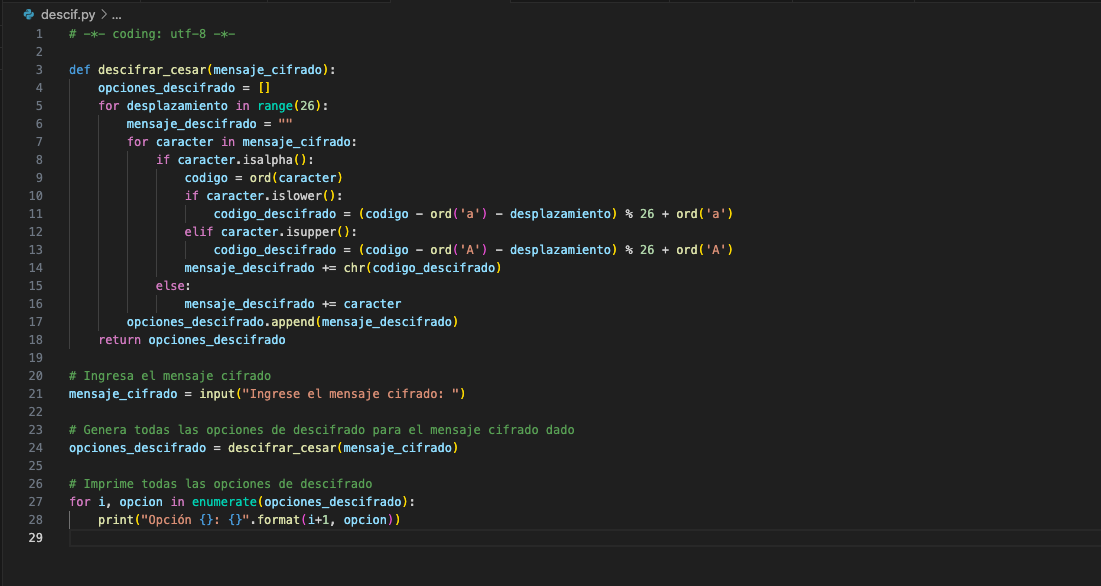 descif.py > ...
1 # -*- coding: utf-8 -*-
2
3 def descifrar_cesar(mensaje_cifrado):
4     opciones_descifrado = []
5     for desplazamiento in range(26):
6         mensaje_descifrado = ""
7         for caracter in mensaje_cifrado:
8             if caracter.isalpha():
9                 codigo = ord(caracter)
10                 if caracter.islower():
11                     codigo_descifrado = (codigo - ord('a') - desplazamiento) % 26 + ord('a')
12                 elif caracter.isupper():
13                     codigo_descifrado = (codigo - ord('A') - desplazamiento) % 26 + ord('A')
14                 mensaje_descifrado += chr(codigo_descifrado)
15             else:
16                 mensaje_descifrado += caracter
17         opciones_descifrado.append(mensaje_descifrado)
18     return opciones_descifrado
19
20 # Ingresa el mensaje cifrado
21 mensaje_cifrado = input("Ingrese el mensaje cifrado: ")
22
23 # Genera todas las opciones de descifrado para el mensaje cifrado dado
24 opciones_descifrado = descifrar_cesar(mensaje_cifrado)
25
26 # Imprime todas las opciones de descifrado
27 for i, opcion in enumerate(opciones_descifrado):
28     print("Opción {}: {}".format(i+1, opcion))
29